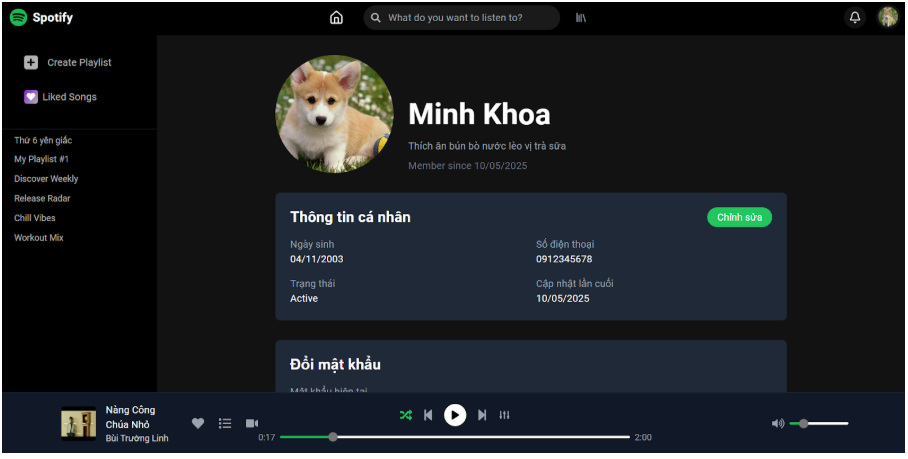 Spotify
What do you want to listen to?
Create Playlist
Liked Songs
Thứ 6 yên giấc
My Playlist #1
Discover Weekly
Release Radar
Chill Vibes
Workout Mix
Minh Khoa
Thích ăn bún bò nước lèo vị trà sữa
Member since 10/05/2025
Thông tin cá nhân
Chỉnh sửa
Ngày sinh
04/11/2003
Số điện thoại
0912345678
Trạng thái
Active
Cập nhật lần cuối
10/05/2025
Đổi mật khẩu
Mật khẩu hiện tại
Nàng Công
Chúa Nhỏ
Bùi Trường Linh
0:17
2:00